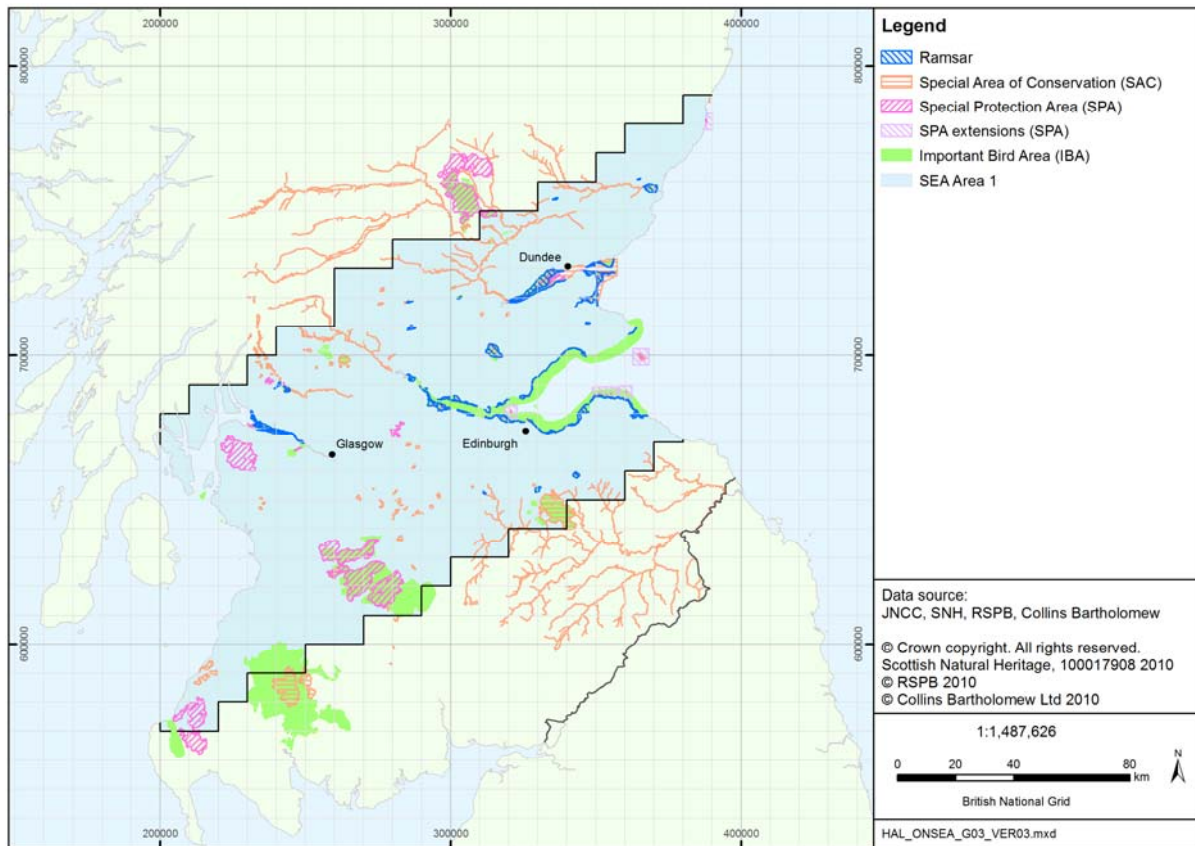 200000
300000
400000
800000
800000
Dundee
700000
700000
Glasgow
Edinburgh
600000
600000
200000
300000
400000
Legend
Ramsar
Special Area of Conservation (SAC)
Special Protection Area (SPA)
SPA extensions (SPA)
Important Bird Area (IBA)
SEA Area 1
Data source:
JNCC, SNH, RSPB, Collins Bartholomew
© Crown copyright. All rights reserved.
Scottish Natural Heritage, 100017908 2010
© RSPB 2010
© Collins Bartholomew Ltd 2010
1:1,487,626
N
0 20 40 80
km
British National Grid
HAL_ONSEA_G03_VER03.mxd